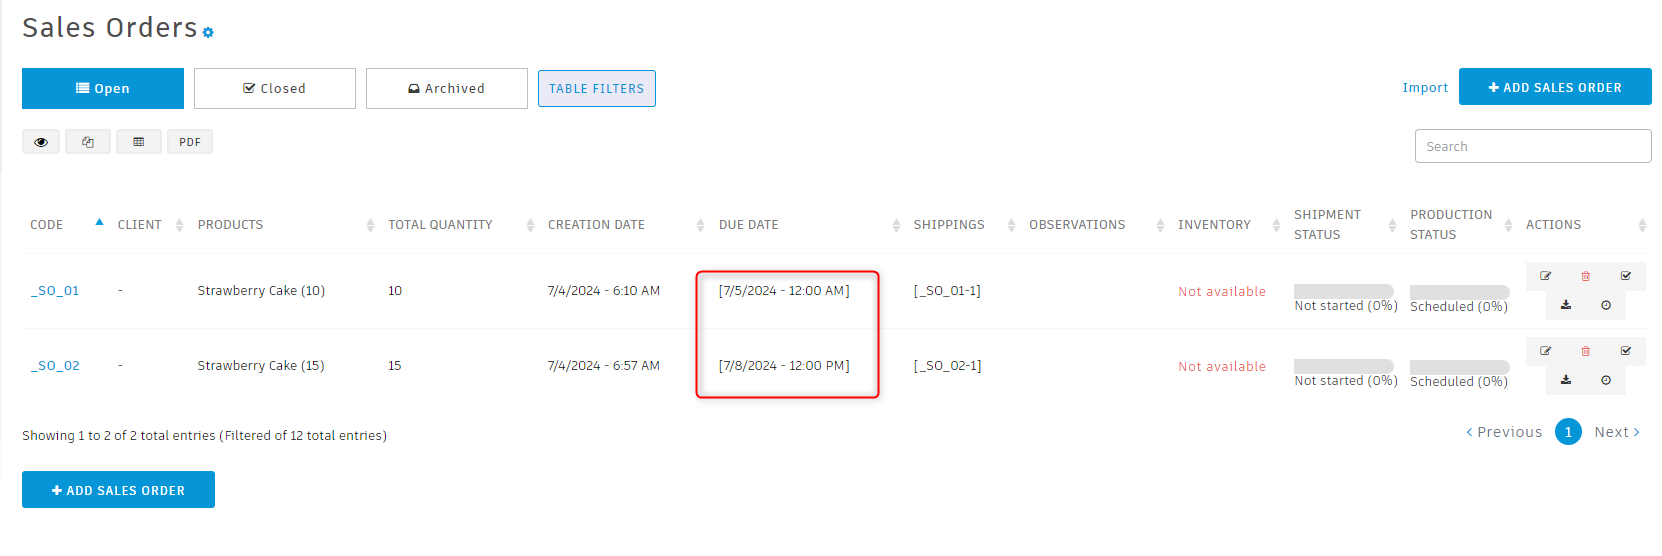 Sales Orders
Open Closed Archived TABLE FILTERS Import ADD SALES ORDER
PDF Search
CODE CLIENT PRODUCTS TOTAL QUANTITY CREATION DATE DUE DATE SHIPPINGS OBSERVATIONS INVENTORY SHIPMENT STATUS PRODUCTION STATUS ACTIONS
_SO_01 - Strawberry Cake (10) 10 7/4/2024 - 6:10 AM [7/5/2024 - 12:00 AM] [_SO_01-1] Not available Not started (0%) Scheduled (0%)
_SO_02 - Strawberry Cake (15) 15 7/4/2024 - 6:57 AM [7/8/2024 - 12:00 PM] [_SO_02-1] Not available Not started (0%) Scheduled (0%)
Showing 1 to 2 of 2 total entries (Filtered of 12 total entries) Previous 1 Next
ADD SALES ORDER